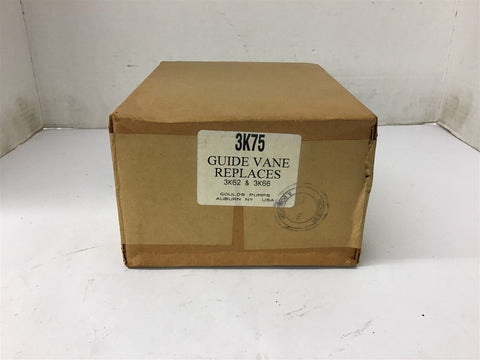 3K75
GUIDE VANE
REPLACES
3K62 & 3K66
GOULDS PUMPS
AUBURN NY USA